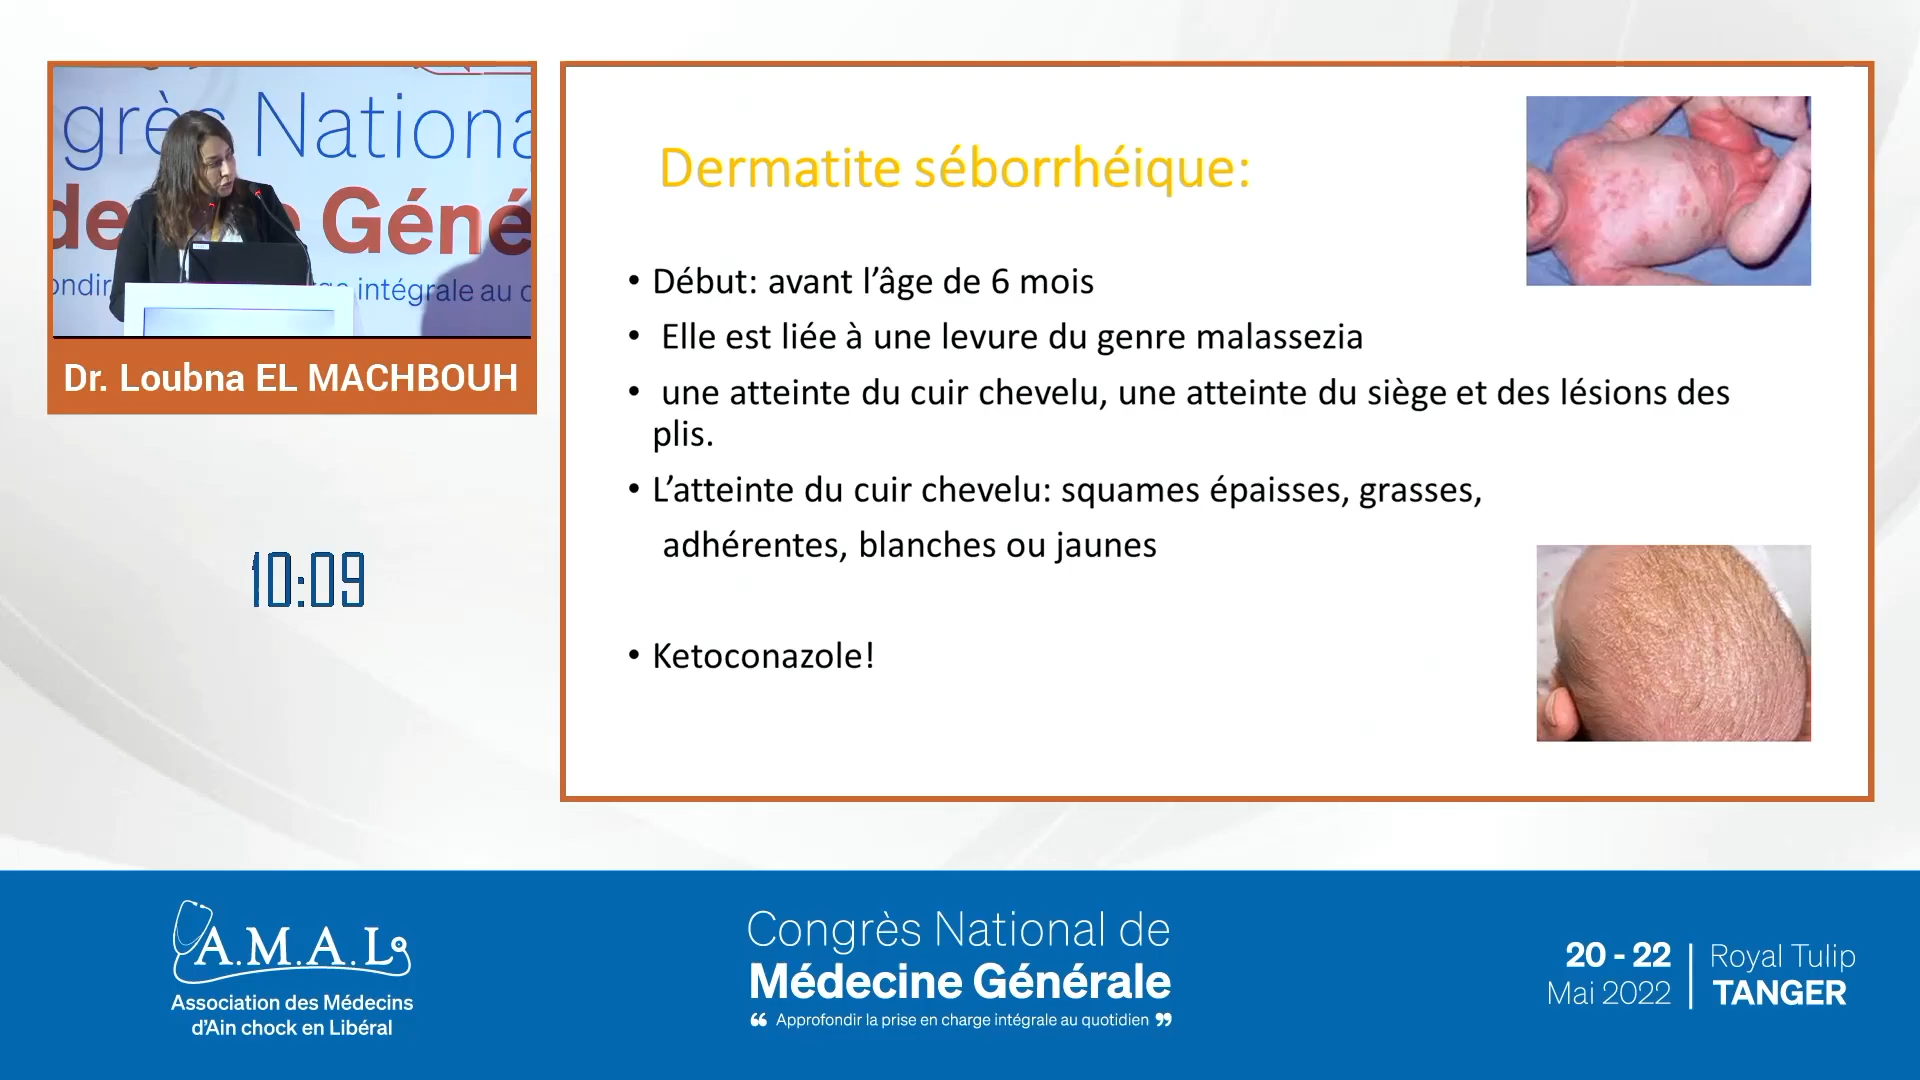 grès Nationa
de e Géné
ondir ge intégrale au c
Dr. Loubna EL MACHBOUH
10:09
Dermatite séborrhéique:
• Début: avant l’âge de 6 mois
• Elle est liée à une levure du genre malassezia
• une atteinte du cuir chevelu, une atteinte du siège et des lésions des
plis.
• L’atteinte du cuir chevelu: squames épaisses, grasses,
adhérentes, blanches ou jaunes
• Ketoconazole!
A.M.A.L
Association des Médecins
d'Ain chock en Libéral
Congrès National de
Médecine Générale
“ Approfondir la prise en charge intégrale au quotidien ”
20 - 22
Mai 2022
Royal Tulip
TANGER